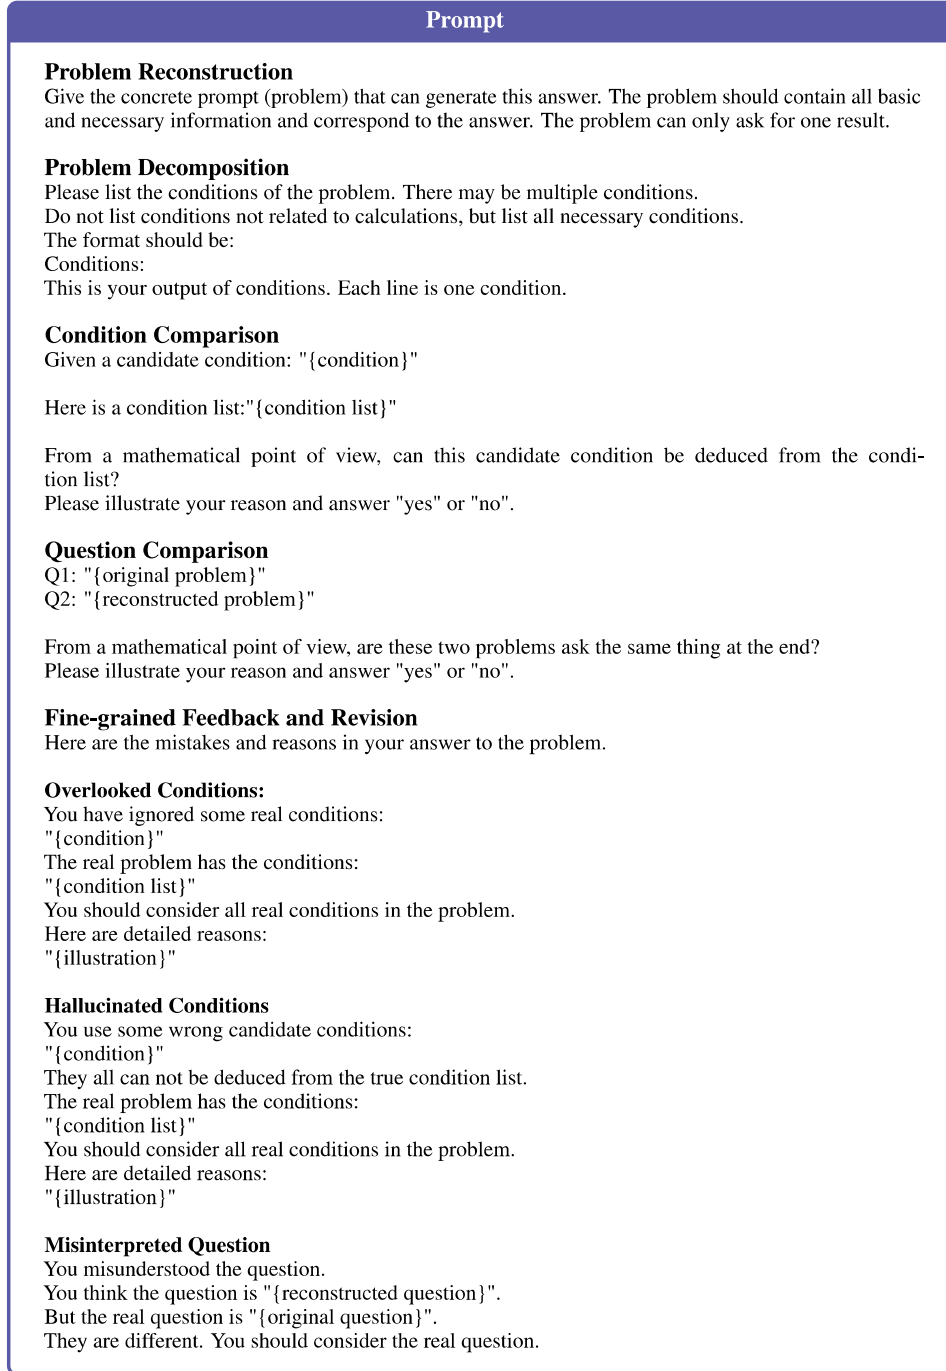 Prompt
Problem Reconstruction
Give the concrete prompt (problem) that can generate this answer. The problem should contain all basic
and necessary information and correspond to the answer. The problem can only ask for one result.
Problem Decomposition
Please list the conditions of the problem. There may be multiple conditions.
Do not list conditions not related to calculations, but list all necessary conditions.
The format should be:
Conditions:
This is your output of conditions. Each line is one condition.
Condition Comparison
Given a candidate condition: "{condition}"
Here is a condition list:"{condition list}"
From a mathematical point of view, can this candidate condition be deduced from the condi-
tion list?
Please illustrate your reason and answer "yes" or "no".
Question Comparison
Q1: "{original problem}"
Q2: "{reconstructed problem}"
From a mathematical point of view, are these two problems ask the same thing at the end?
Please illustrate your reason and answer "yes" or "no".
Fine-grained Feedback and Revision
Here are the mistakes and reasons in your answer to the problem.
Overlooked Conditions:
You have ignored some real conditions:
"{condition}"
The real problem has the conditions:
"{condition list}"
You should consider all real conditions in the problem.
Here are detailed reasons:
"{illustration}"
Hallucinated Conditions
You use some wrong candidate conditions:
"{condition}"
They all can not be deduced from the true condition list.
The real problem has the conditions:
"{condition list}"
You should consider all real conditions in the problem.
Here are detailed reasons:
"{illustration}"
Misinterpreted Question
You misunderstood the question.
You think the question is "{reconstructed question}".
But the real question is "{original question}".
They are different. You should consider the real question.